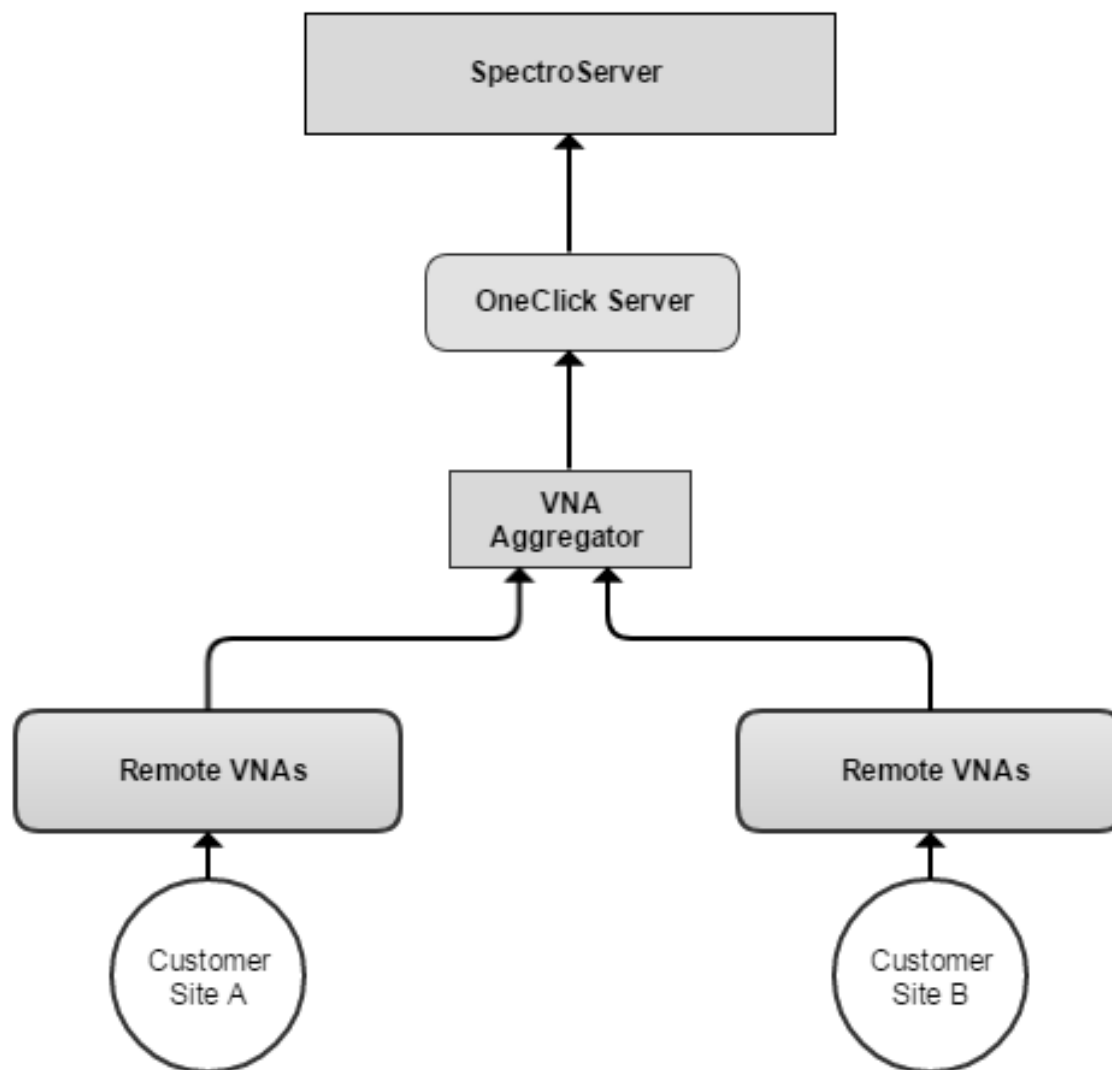 SpectroServer
OneClick Server
VNA
Aggregator
Remote VNAs
Remote VNAs
Customer
Site A
Customer
Site B